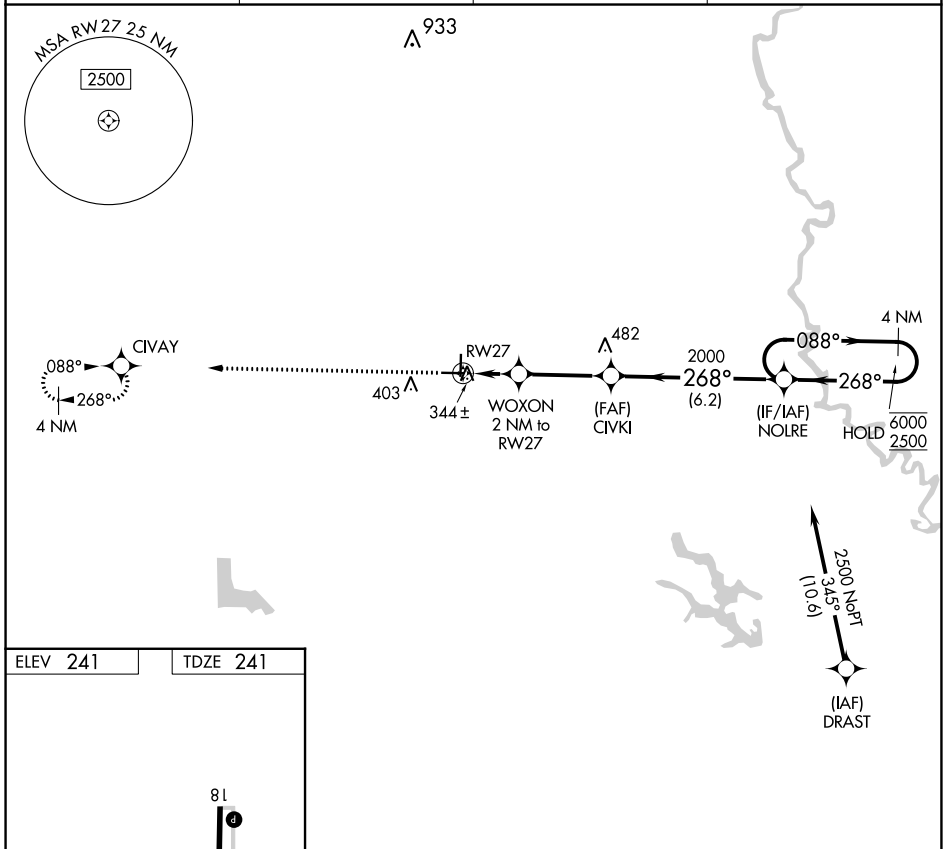 MSA RW27 25 NM
2500
933
CIVAY
088°
268°
4 NM
403
344 ±
RW27
WOXON
2 NM to
RW27
482
(FAF)
CIVKI
2000
268°
(6.2)
(IF/IAF)
NOLRE
088°
268°
4 NM
HOLD
6000
2500
2500 NoPT
345°
(10.6)
(IAF)
DRAST
ELEV 241
TDZE 241
18
P